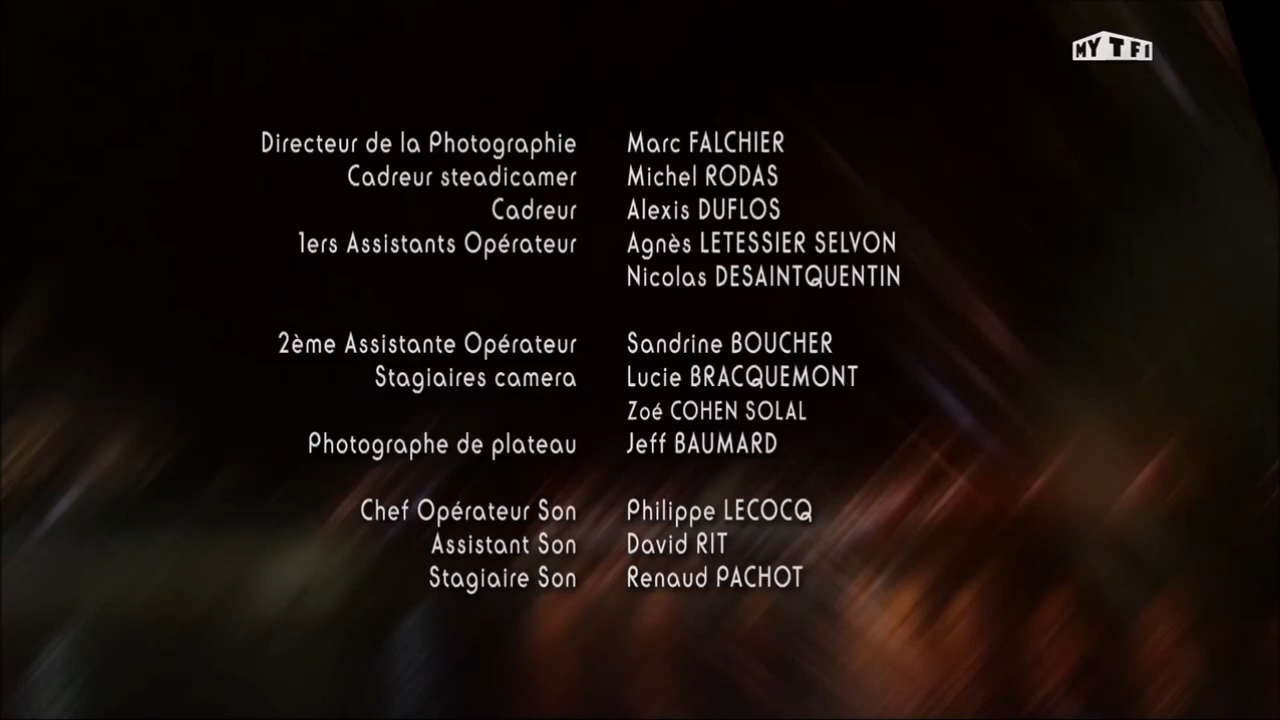 MY TF1
Directeur de la Photographie Marc FALCHIER
Cadreur steadicamer Michel RODAS
Cadreur Alexis DUFLOS
1ers Assistants Opérateur Agnès LETESSIER SELVON
Nicolas DESAINTQUENTIN
2ème Assistante Opérateur Sandrine BOUCHER
Stagiaires camera Lucie BRACQUEMONT
Zoé COHEN SOLAL
Photographe de plateau Jeff BAUMARD
Chef Opérateur Son Philippe LECOCQ
Assistant Son David RIT
Stagiaire Son Renaud PACHOT